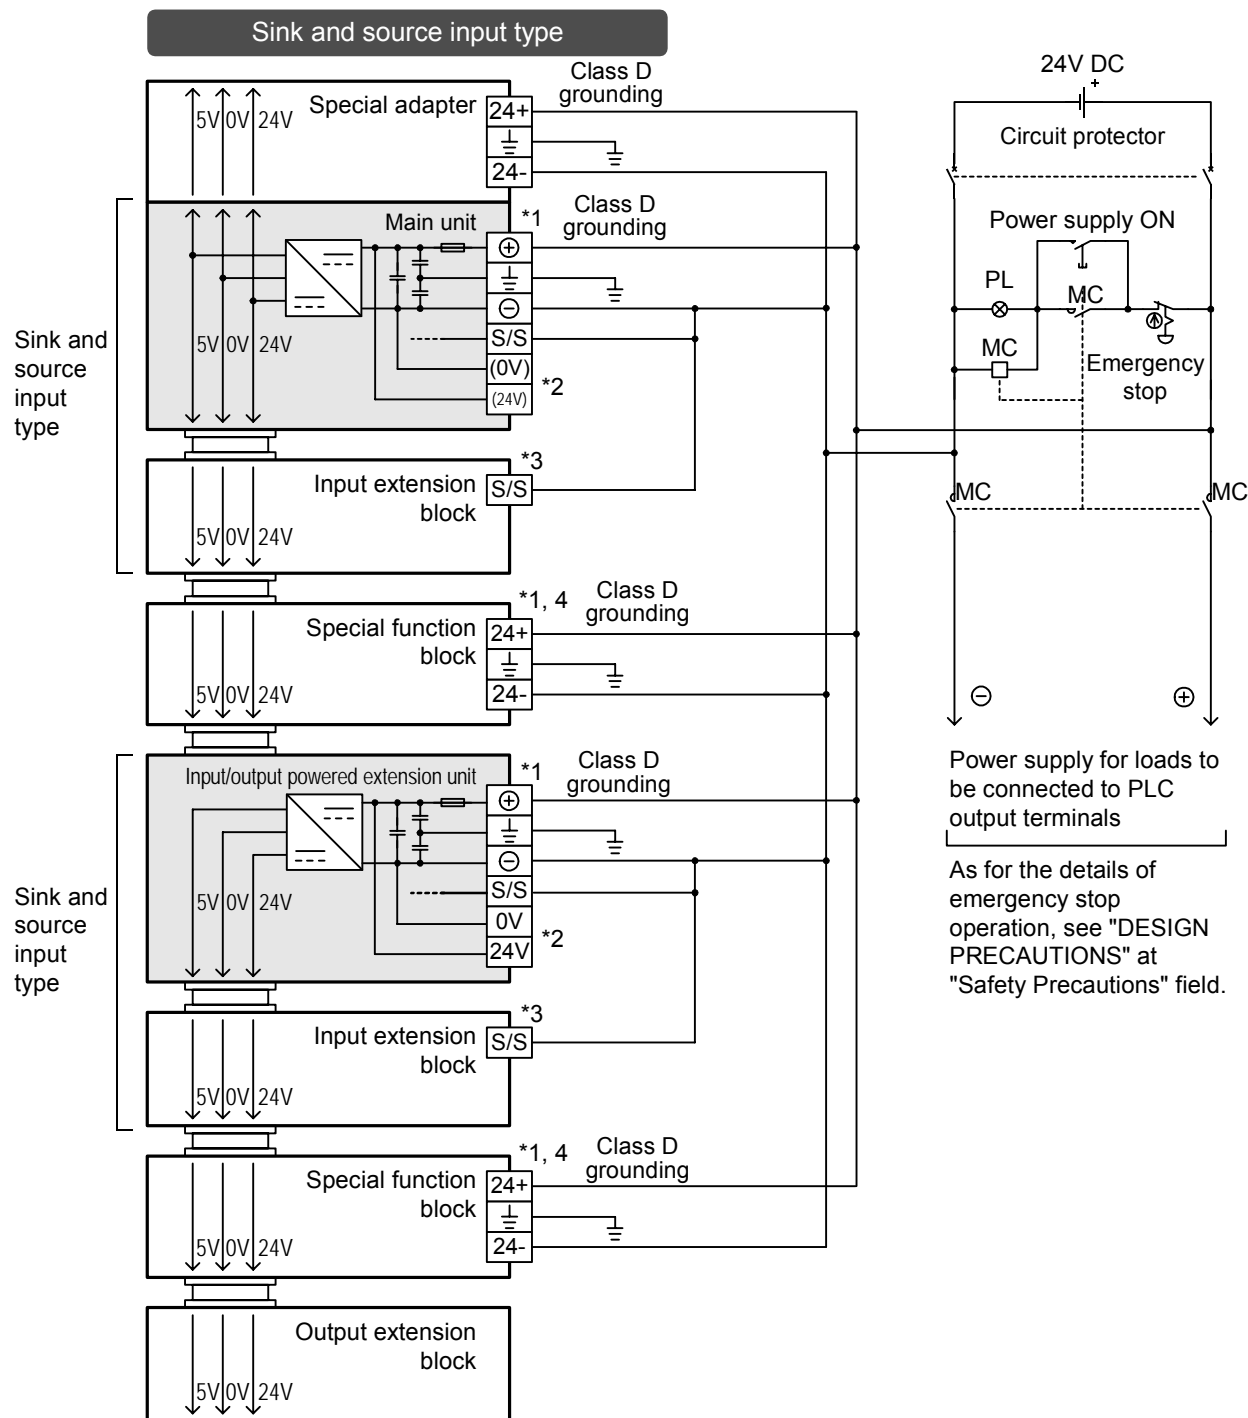 Sink and source input type
24V DC
+
Circuit protector
Power supply ON
PL
MC
MC
Emergency
stop
MC
MC
⊖
⊕
Power supply for loads to
be connected to PLC
output terminals
As for the details of
emergency stop
operation, see "DESIGN
PRECAUTIONS" at
"Safety Precautions" field.
5V 0V 24V
Special adapter
24+
24-
Class D
grounding
Sink and
source
input
type
Main unit
*1
Class D
grounding
⊕
⊖
S/S
(0V)
(24V)
*2
5V 0V 24V
Input extension
block
*3
S/S
5V 0V 24V
Special function
block
*1, 4
Class D
grounding
24+
24-
5V 0V 24V
Sink and
source
input
type
Input/output powered extension unit
*1
Class D
grounding
⊕
⊖
S/S
0V
24V
*2
5V 0V 24V
Input extension
block
*3
S/S
5V 0V 24V
Special function
block
*1, 4
Class D
grounding
24+
24-
5V 0V 24V
Output extension
block
5V 0V 24V